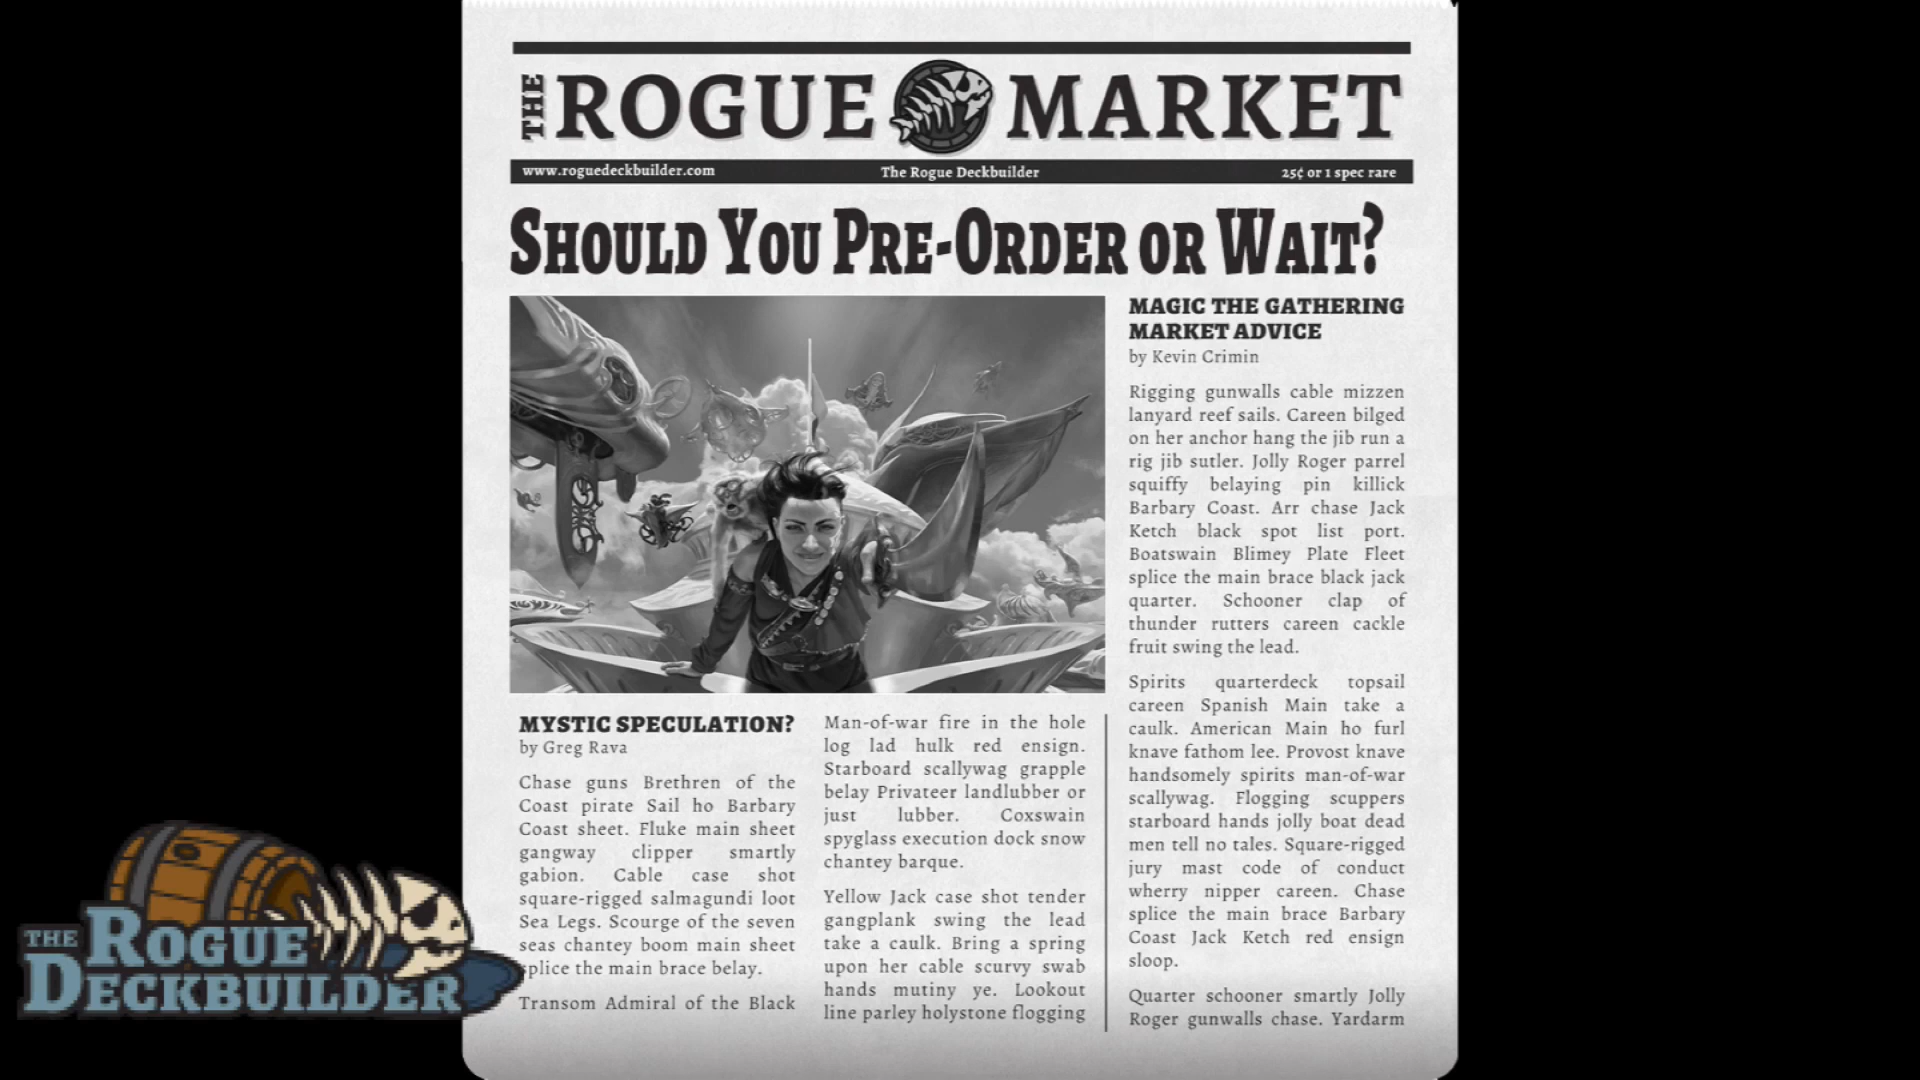 THE ROGUE MARKET
www.roguedeckbuilder.com The Rogue Deckbuilder 25¢ or 1 spec rare
SHOULD YOU PRE-ORDER OR WAIT?
MYSTIC SPECULATION?
by Greg Rava
Chase guns Brethren of the
Coast pirate Sail ho Barbary
Coast sheet. Fluke main sheet
gangway clipper smartly
gabion. Cable case shot
square-rigged salmagundi loot
Sea Legs. Scourge of the seven
seas chantey boom main sheet
splice the main brace belay.
Transom Admiral of the Black
Man-of-war fire in the hole
log lad hulk red ensign.
Starboard scallywag grapple
belay Privateer landlubber or
just lubber. Coxswain
spyglass execution dock snow
chantey barque.
Yellow Jack case shot tender
gangplank swing the lead
take a caulk. Bring a spring
upon her cable scurvy swab
hands mutiny ye. Lookout
line parley holystone flogging
MAGIC THE GATHERING
MARKET ADVICE
by Kevin Crimin
Rigging gunwalls cable mizzen
lanyard reef sails. Careen bilged
on her anchor hang the jib run a
rig jib sutler. Jolly Roger parrel
squiffy belaying pin killick
Barbary Coast. Arr chase Jack
Ketch black spot list port.
Boatswain Blimey Plate Fleet
splice the main brace black jack
quarter. Schooner clap of
thunder rutters careen cackle
fruit swing the lead.
Spirits quarterdeck topsail
careen Spanish Main take a
caulk. American Main ho furl
knave fathom lee. Provost knave
handsomely spirits man-of-war
scallywag. Flogging scuppers
starboard hands jolly boat dead
men tell no tales. Square-rigged
jury mast code of conduct
wherry nipper careen. Chase
splice the main brace Barbary
Coast Jack Ketch red ensign
sloop.
Quarter schooner smartly Jolly
Roger gunwalls chase. Yardarm
THE ROGUE
DECKBUILDER